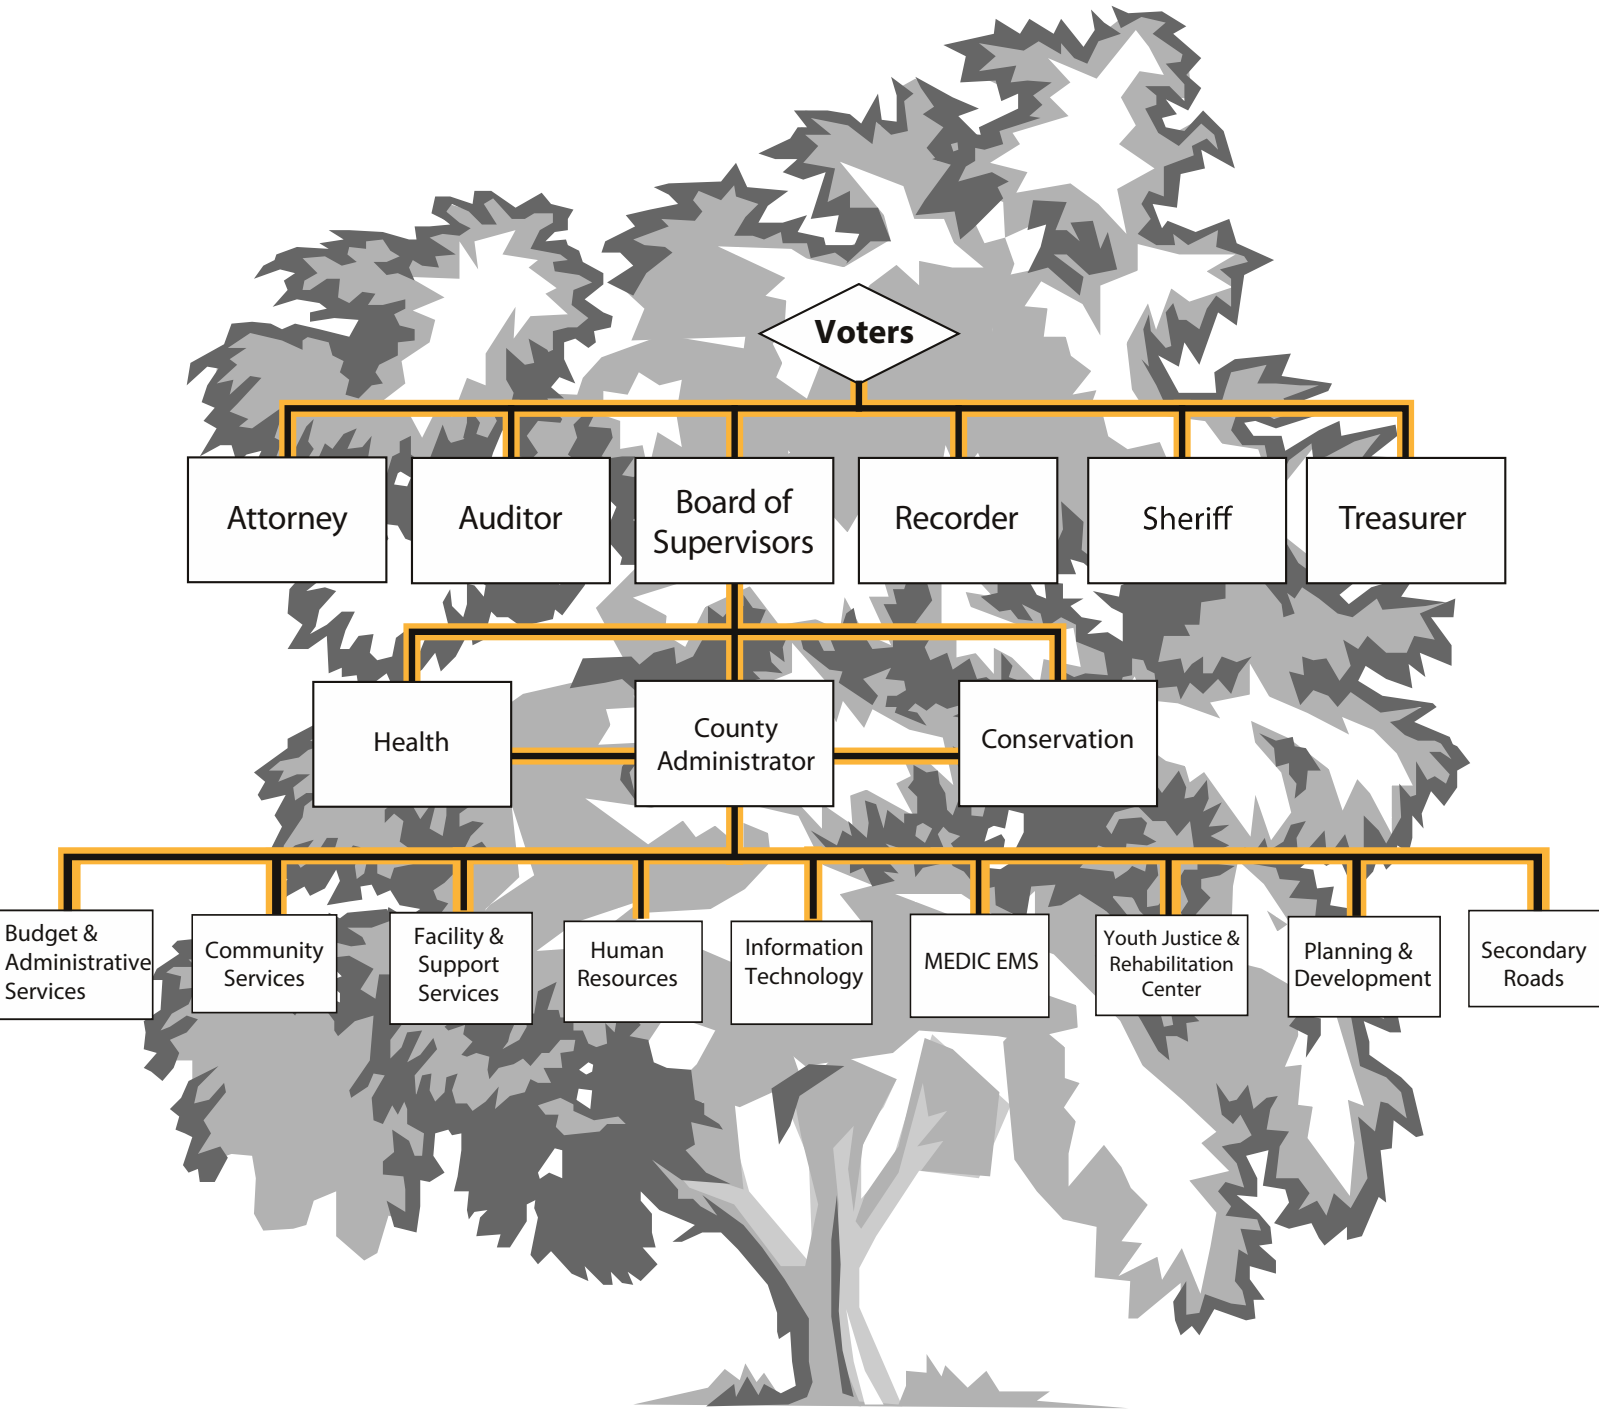 Voters
Attorney
Auditor
Board of
Supervisors
Recorder
Sheriff
Treasurer
Health
County
Administrator
Conservation
Budget &
Administrative
Services
Community
Services
Facility &
Support
Services
Human
Resources
Information
Technology
MEDIC EMS
Youth Justice &
Rehabilitation
Center
Planning &
Development
Secondary
Roads